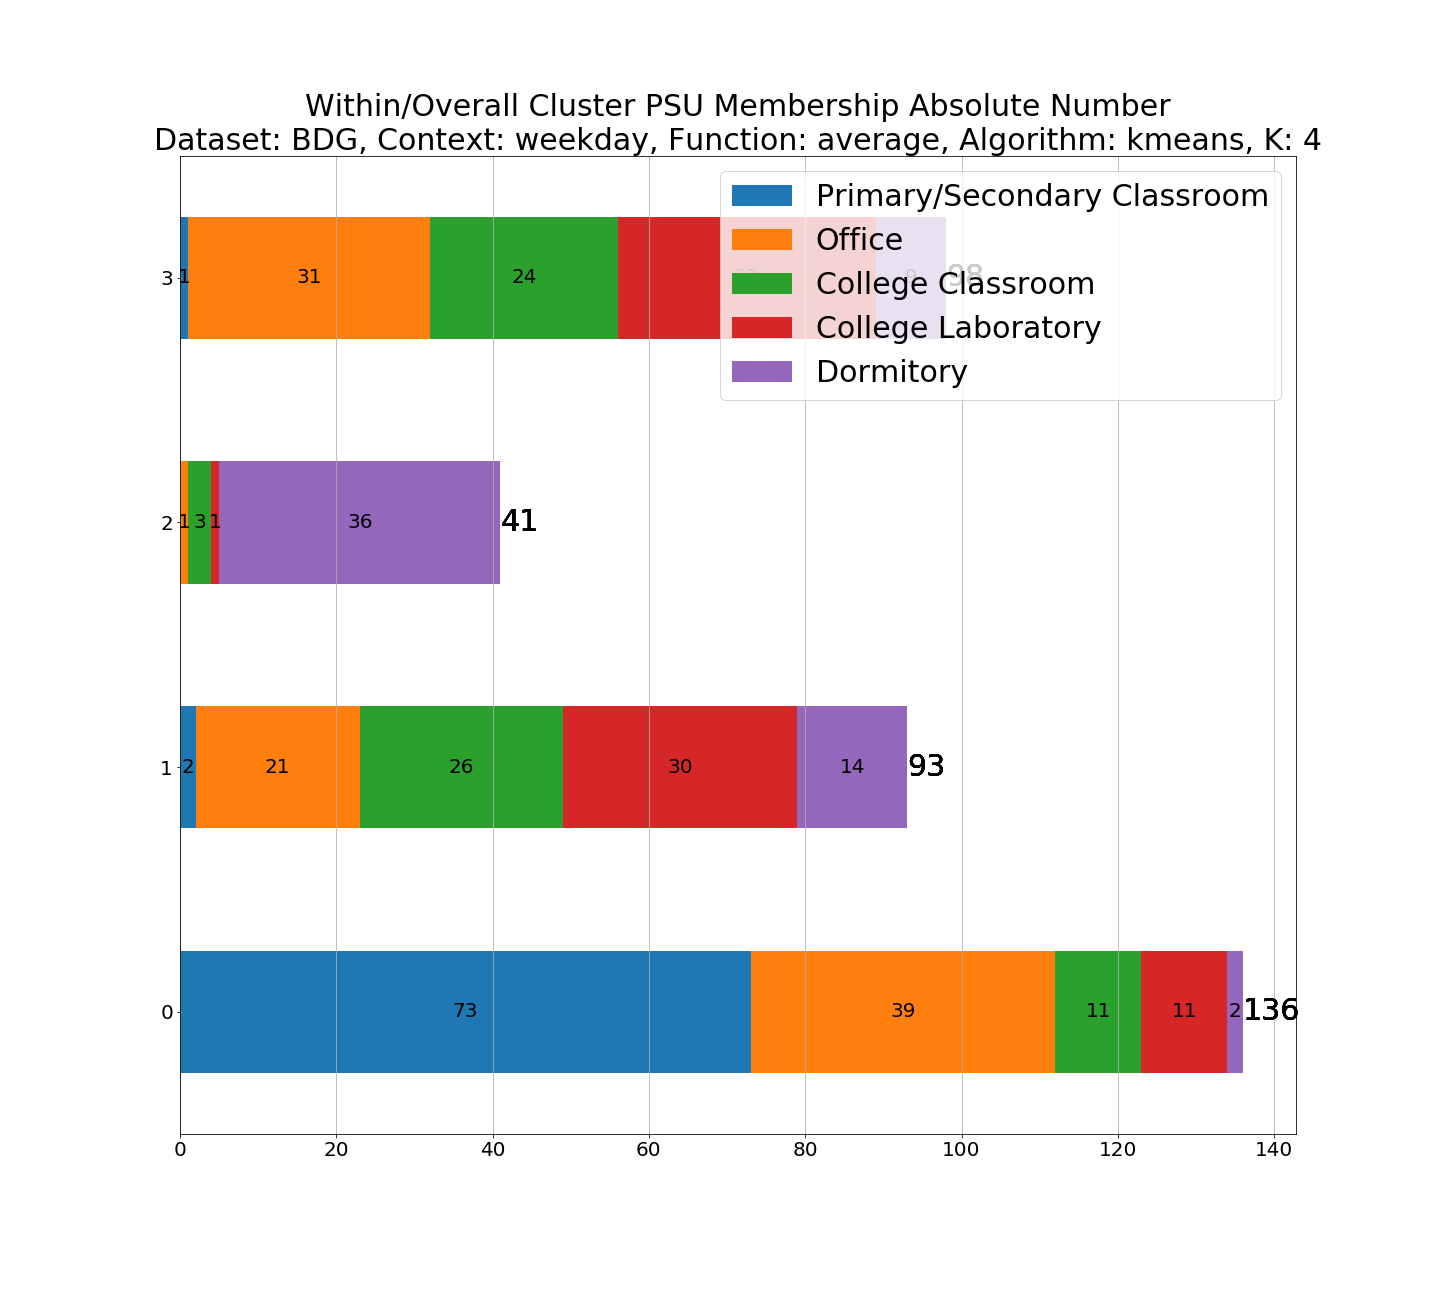 Within/Overall Cluster PSU Membership Absolute Number
Dataset: BDG, Context: weekday, Function: average, Algorithm: kmeans, K: 4
Primary/Secondary Classroom
Office
College Classroom
College Laboratory
Dormitory
3 1 31 24 33 9 98
2 1 3 1 36 41
1 2 21 26 30 14 93
0 73 39 11 11 2 136
0 20 40 60 80 100 120 140